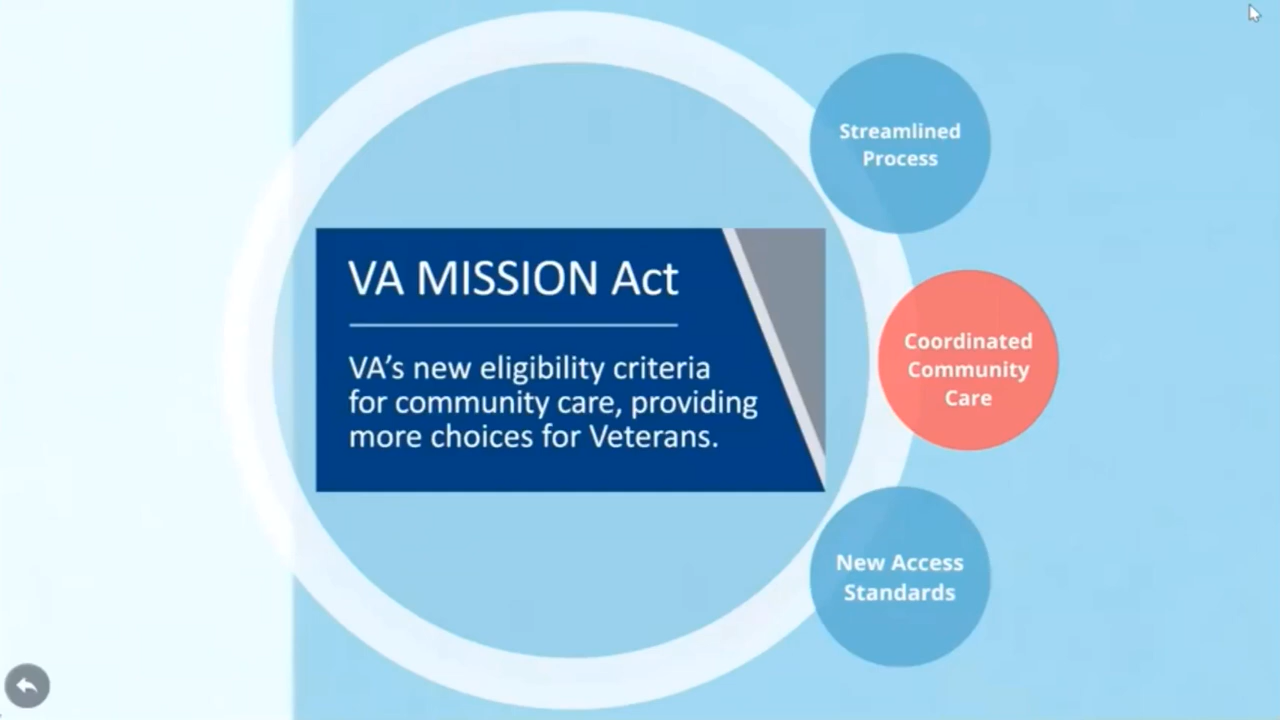 VA MISSION Act
VA’s new eligibility criteria
for community care, providing
more choices for Veterans.
Streamlined
Process
Coordinated
Community
Care
New Access
Standards